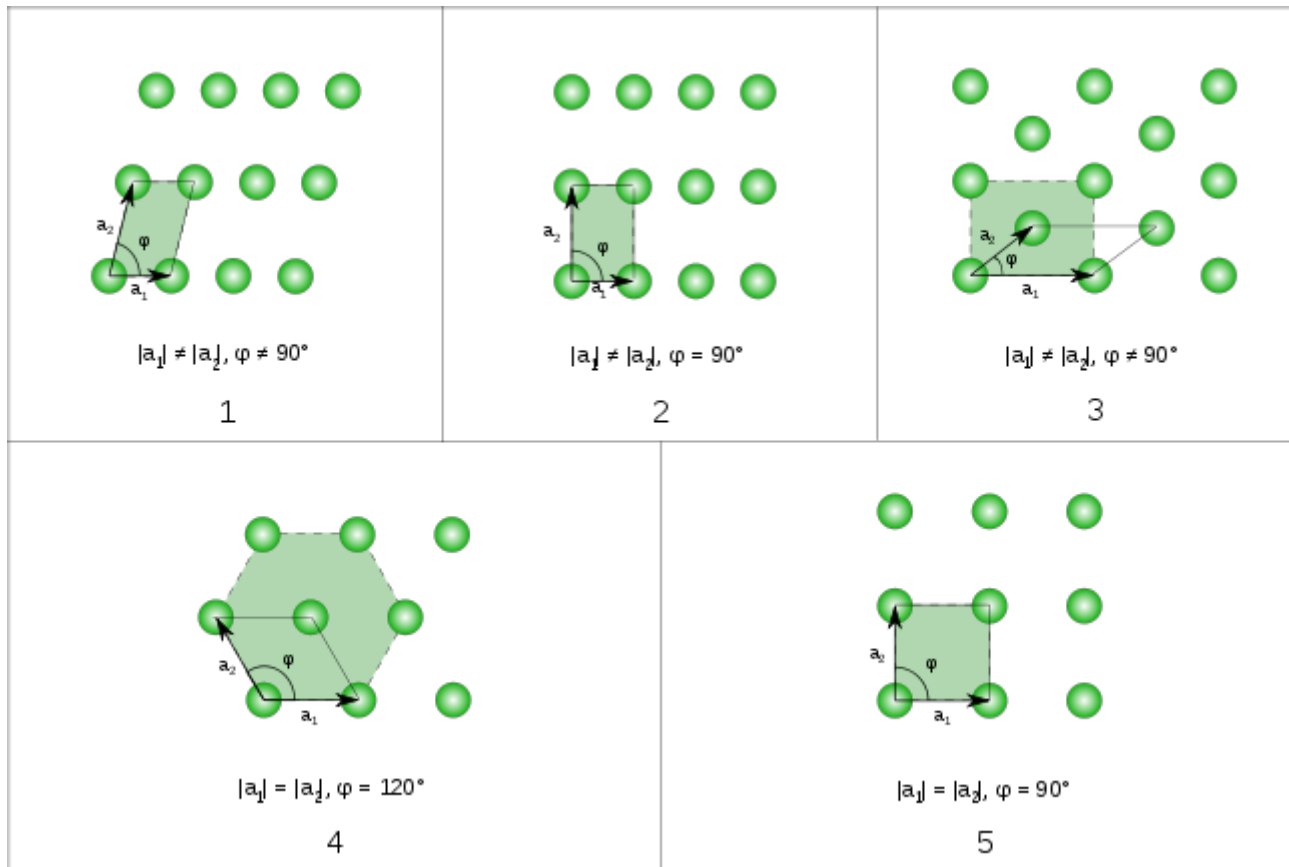 a₂
φ
a₁
|a₁| ≠ |a₂|, φ ≠ 90°
1
a₂
φ
a₁
|a₁| ≠ |a₂|, φ = 90°
2
a₂
φ
a₁
|a₁| ≠ |a₂|, φ ≠ 90°
3
a₂
φ
a₁
|a₁| = |a₂|, φ = 120°
4
a₂
φ
a₁
|a₁| = |a₂|, φ = 90°
5